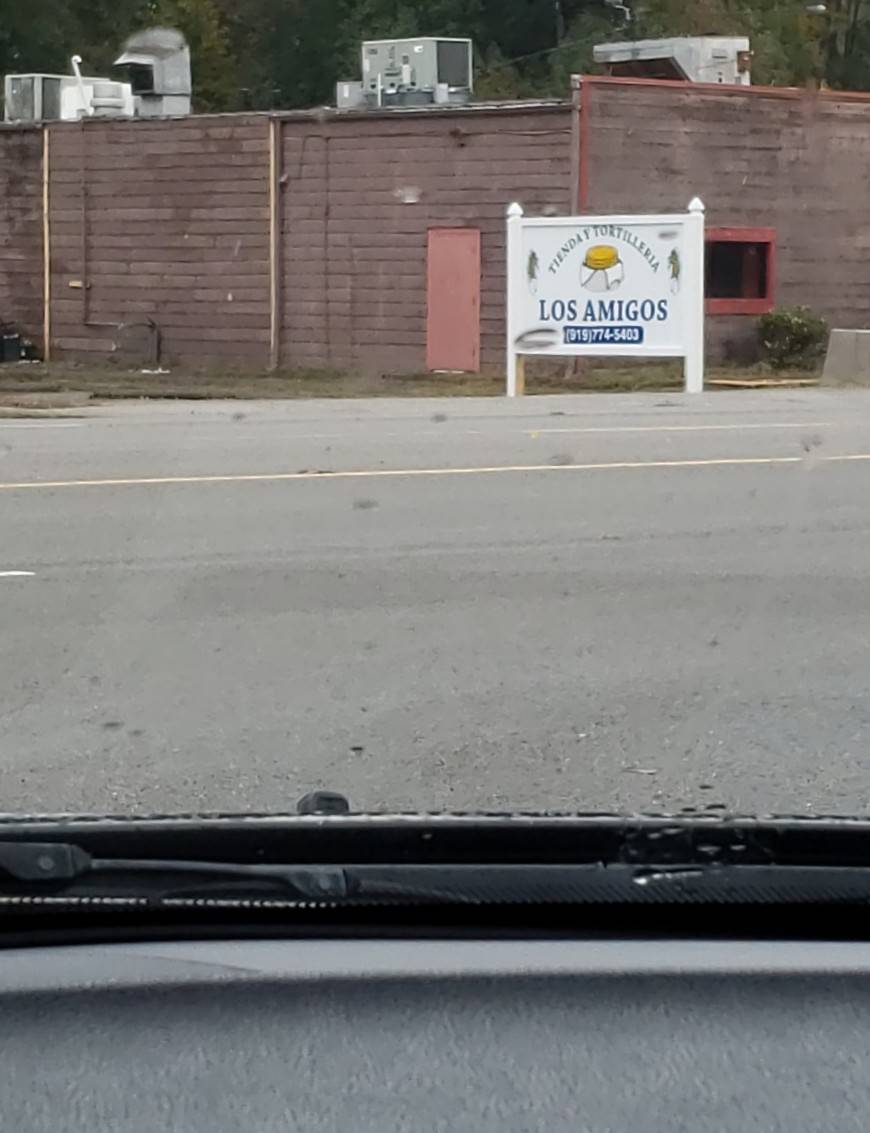 TIENDA Y TORTILLERIA
LOS AMIGOS
(919)774-5403